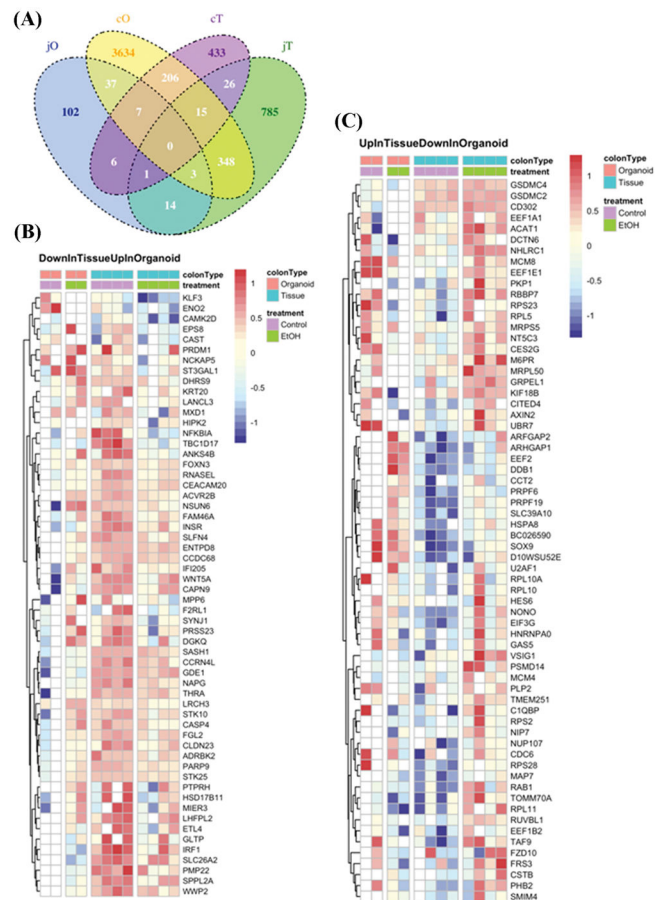 (A)
cO
cT
jO
jT
3634
433
37
206
26
102
7
15
785
0
6
348
1
3
14
(B)
DownInTissueUpInOrganoid
colonType
treatment
KLF3
ENO2
CAMK2D
EPS8
CAST
PRDM1
NCKAP5
ST3GAL1
DHRS9
KRT20
LANCL3
MXD1
HIPK2
NFKBIA
TBC1D17
ANKS4B
FOXN3
RNASEL
CEACAM20
ACVR2B
NSUN6
FAM46A
INSR
SLFN4
ENTPD8
CCDC68
IFI205
WNT5A
CAPN9
MPP6
F2RL1
SYNJ1
PRSS23
DGKQ
SASH1
CCRN4L
GDE1
NAPG
THRA
LRCH3
STK10
CASP4
FGL2
CLDN23
ADRBK2
PARP9
STK25
PTPRH
HSD17B11
MIER3
LHFPL2
ETL4
GLTP
IRF1
SLC26A2
PMP22
SPPL2A
WWP2
1
0.5
0
-0.5
-1
colonType
Organoid
Tissue
treatment
Control
EtOH
(C)
UpInTissueDownInOrganoid
colonType
treatment
GSDMC4
GSDMC2
CD302
EEF1A1
ACAT1
DCTN6
NHLRC1
MCM8
EEF1E1
PKP1
RBBP7
RPS23
RPL5
MRPS5
NT5C3
CES2G
M6PR
MRPL50
GRPEL1
KIF18B
CITED4
AXIN2
UBR7
ARFGAP2
ARHGAP1
EEF2
DDB1
CCT2
PRPF6
PRPF19
SLC39A10
HSPA8
BC026590
SOX9
D10WSU52E
U2AF1
RPL10A
RPL10
HES6
NONO
EIF3G
HNRNPA0
GAS5
VSIG1
PSMD14
MCM4
PLP2
TMEM251
C1QBP
RPS2
NIP7
NUP107
CDC6
RPS28
MAP7
RAB1
TOMM70A
RPL11
RUVBL1
EEF1B2
TAF9
FZD10
FRS3
CSTB
PHB2
SMIM4
1
0.5
0
-0.5
-1
colonType
Organoid
Tissue
treatment
Control
EtOH